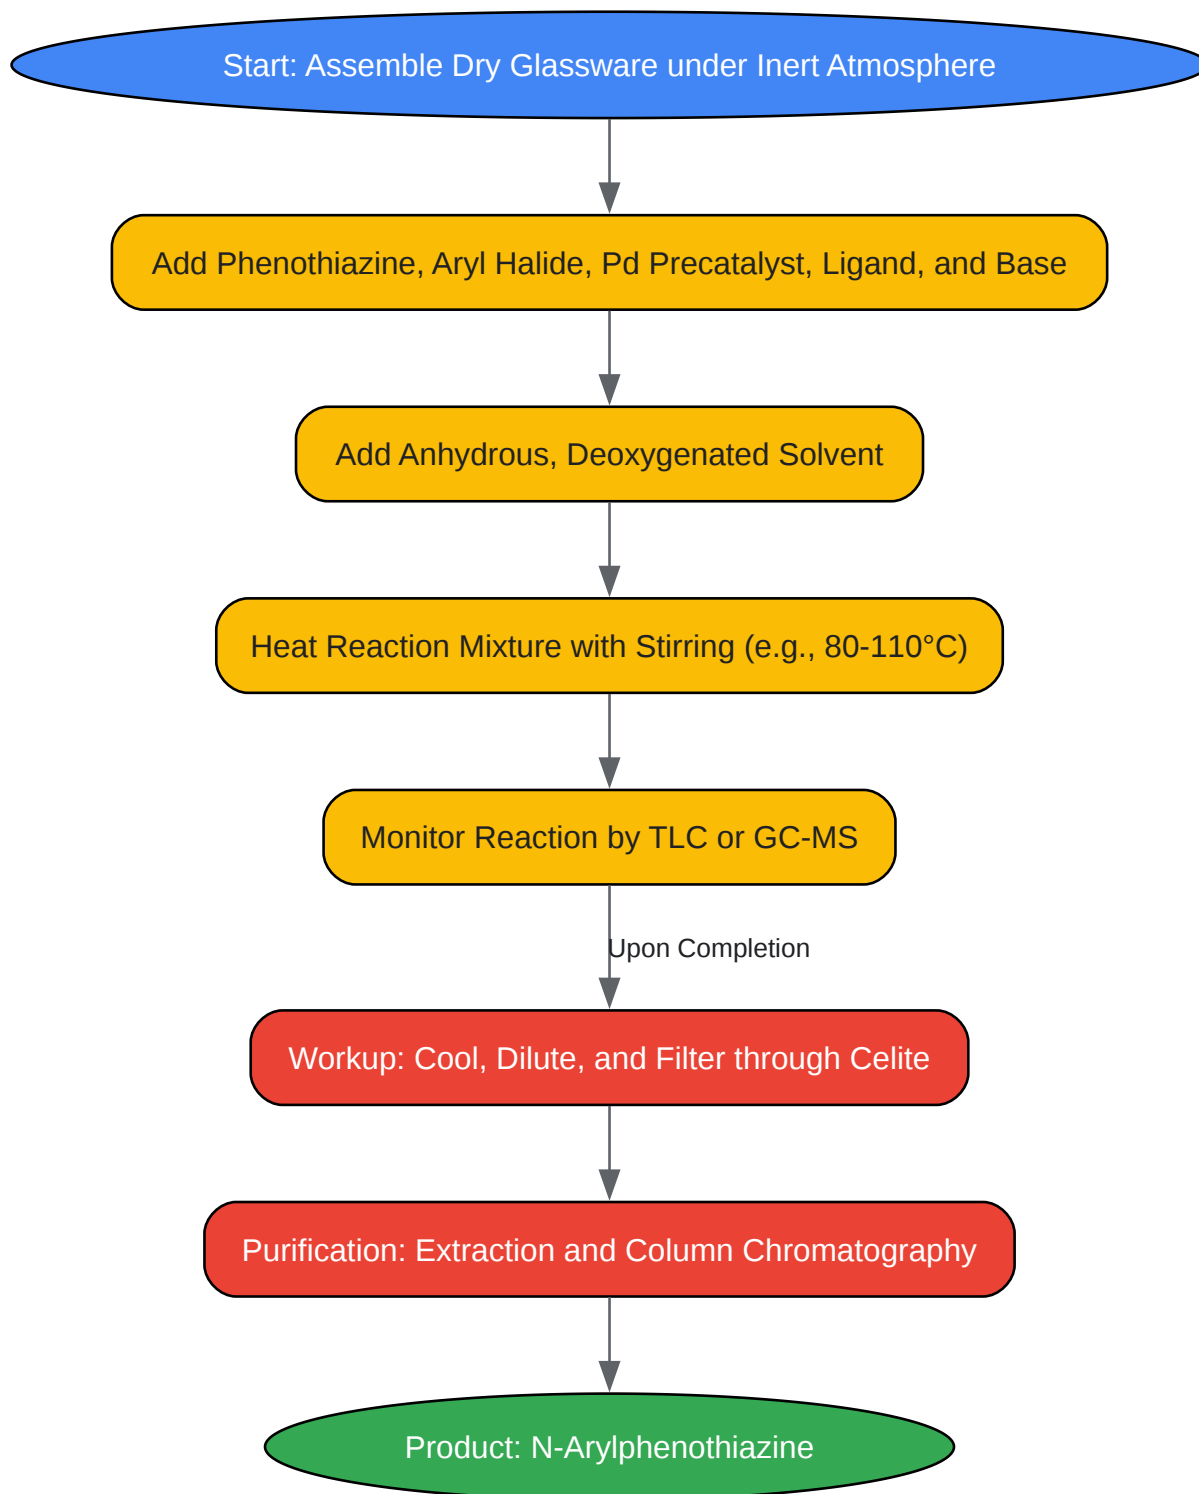 Start: Assemble Dry Glassware under Inert Atmosphere
Add Phenothiazine, Aryl Halide, Pd Precatalyst, Ligand, and Base
Add Anhydrous, Deoxygenated Solvent
Heat Reaction Mixture with Stirring (e.g., 80-110°C)
Monitor Reaction by TLC or GC-MS
Upon Completion
Workup: Cool, Dilute, and Filter through Celite
Purification: Extraction and Column Chromatography
Product: N-Arylphenothiazine